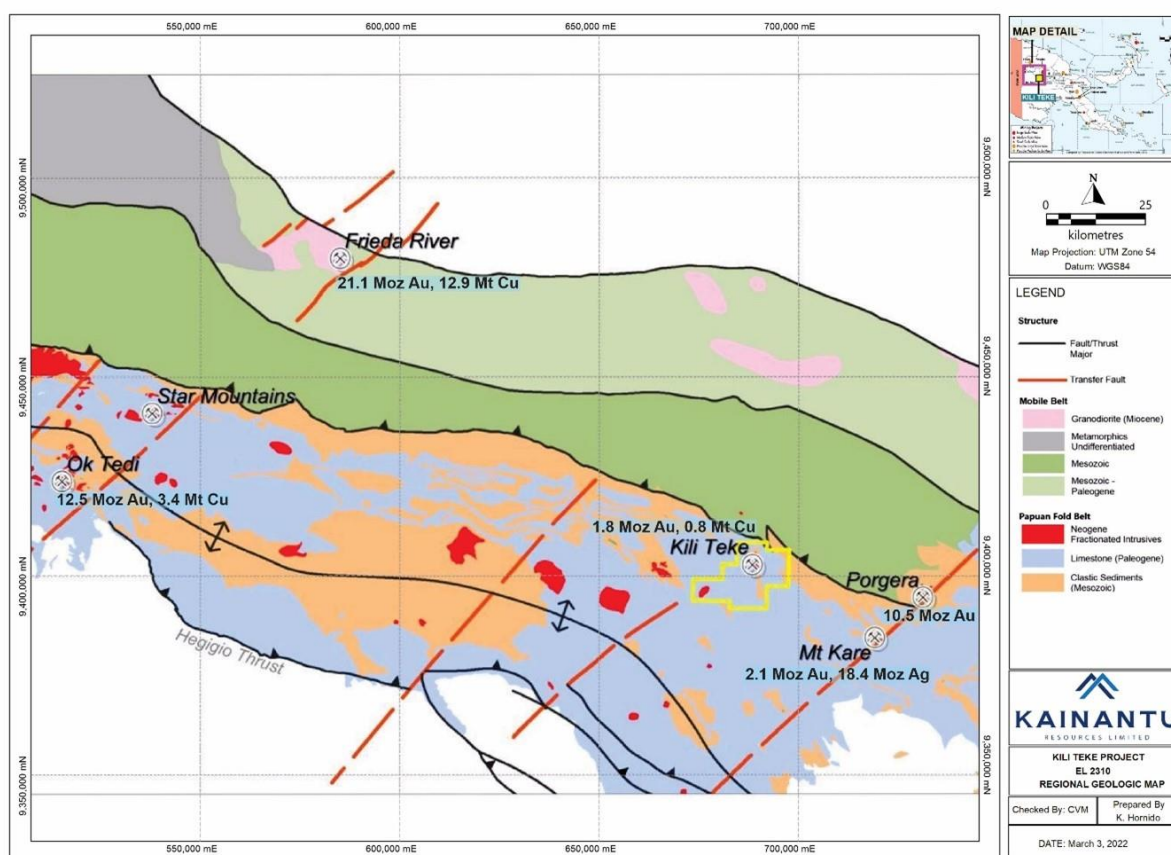 550,000 mE
600,000 mE
650,000 mE
700,000 mE
9,500,000 mN
9,500,000 mN
Frieda River
21.1 Moz Au, 12.9 Mt Cu
9,450,000 mN
9,450,000 mN
Star Mountains
Ok Tedi
12.5 Moz Au, 3.4 Mt Cu
1.8 Moz Au, 0.8 Mt Cu
Kili Teke
9,400,000 mN
9,400,000 mN
Porgera
10.5 Moz Au
Mt Kare
2.1 Moz Au, 18.4 Moz Ag
Hegigio Thrust
9,350,000 mN
9,350,000 mN
550,000 mE
600,000 mE
650,000 mE
700,000 mE
MAP DETAIL
KILI TEKE
N
0 25
kilometres
Map Projection: UTM Zone 54
Datum: WGS84
LEGEND
Structure
Fault/Thrust
Major
Transfer Fault
Mobile Belt
Granodiorite (Miocene)
Metamorphics
Undifferentiated
Mesozoic
Mesozoic -
Paleogene
Papuan Fold Belt
Neogene
Fractionated Intrusives
Limestone (Paleogene)
Clastic Sediments
(Mesozoic)
KAINANTU
RESOURCES LIMITED
KILI TEKE PROJECT
EL 2310
REGIONAL GEOLOGIC MAP
Checked By: CVM
Prepared By
K. Hornido
DATE: March 3, 2022